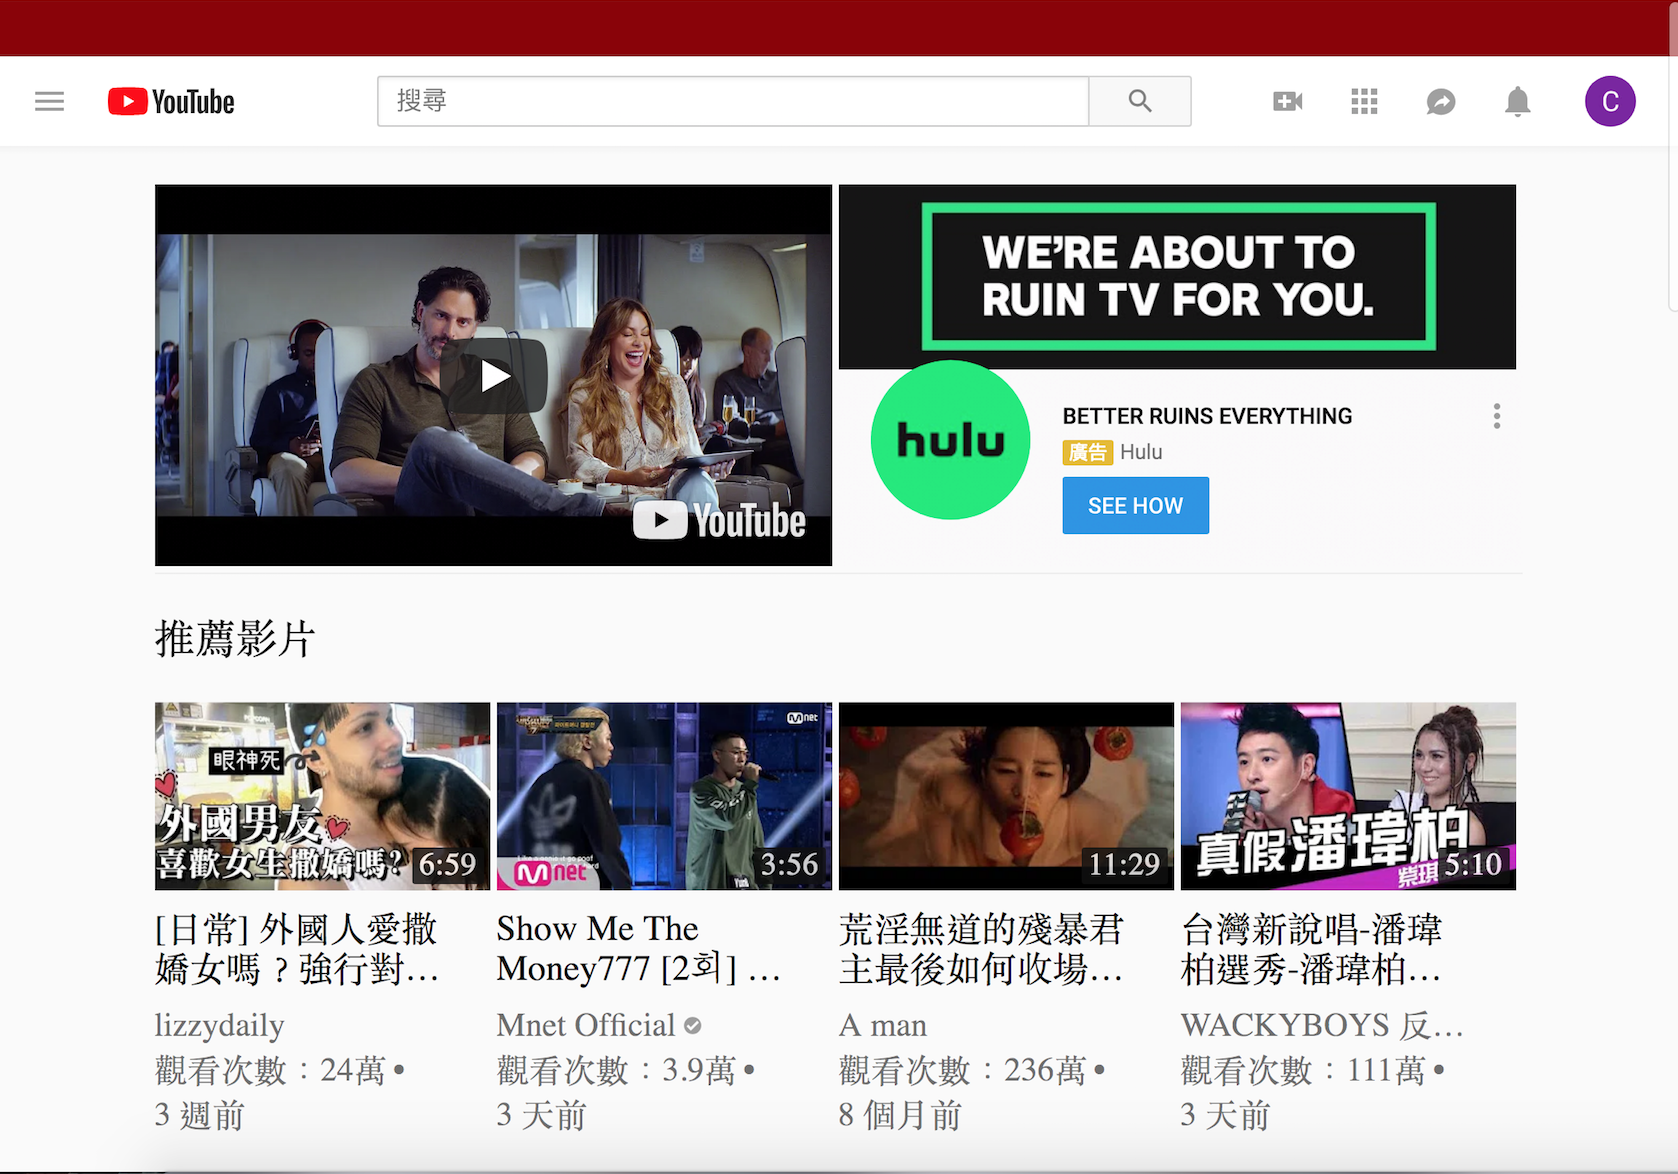 YouTube
搜尋
C
WE'RE ABOUT TO
RUIN TV FOR YOU.
YouTube
hulu
BETTER RUINS EVERYTHING
廣告 Hulu
SEE HOW
推薦影片
眼神死
外國男友
喜歡女生撒嬌嗎?
6:59
mnet
Mnet
3:56
11:29
真假潘瑋柏
5:10
[日常] 外國人愛撒
嬌女嗎？強行對…
lizzydaily
觀看次數：24萬 •
3 週前
Show Me The
Money777 [2회] …
Mnet Official
觀看次數：3.9萬 •
3 天前
荒淫無道的殘暴君
主最後如何收場…
A man
觀看次數：236萬 •
8 個月前
台灣新說唱-潘瑋
柏選秀-潘瑋柏…
WACKYBOYS 反…
觀看次數：111萬 •
3 天前